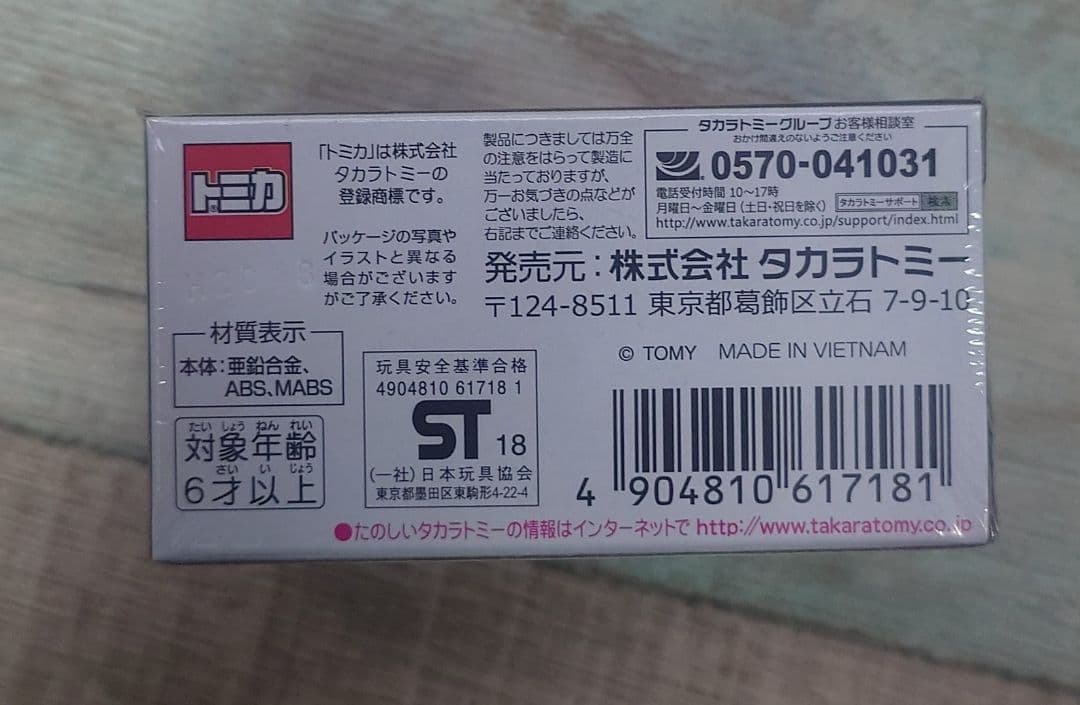 トミカ
®
「トミカ」は株式会社
タカラトミーの
登録商標です。
パッケージの写真や
イラストと異なる
場合がございます
がご了承ください。
製品につきましては万全
の注意をはらって製造に
当たっておりますが、
万一お気づきの点などが
ございましたら、
右記までご連絡ください。
タカラトミーグループお客様相談室
おかけ間違えのないようご注意ください
0570-041031
電話受付時間 10〜17時
月曜日〜金曜日（土日・祝日を除く）
タカラトミーサポート 検索
http://www.takaratomy.co.jp/support/index.html
発売元：株式会社 タカラトミー
〒124-8511 東京都葛飾区立石 7-9-10
© TOMY MADE IN VIETNAM
材質表示
本体：亜鉛合金、
ABS、MABS
たいしょうねんれい
対象年齢
さいいじょう
6才以上
玩具安全基準合格
4904810 61718 1
ST 18
(一社)日本玩具協会
東京都墨田区東駒形4-22-4
4 904810 617181
●たのしいタカラトミーの情報はインターネットで http://www.takaratomy.co.jp